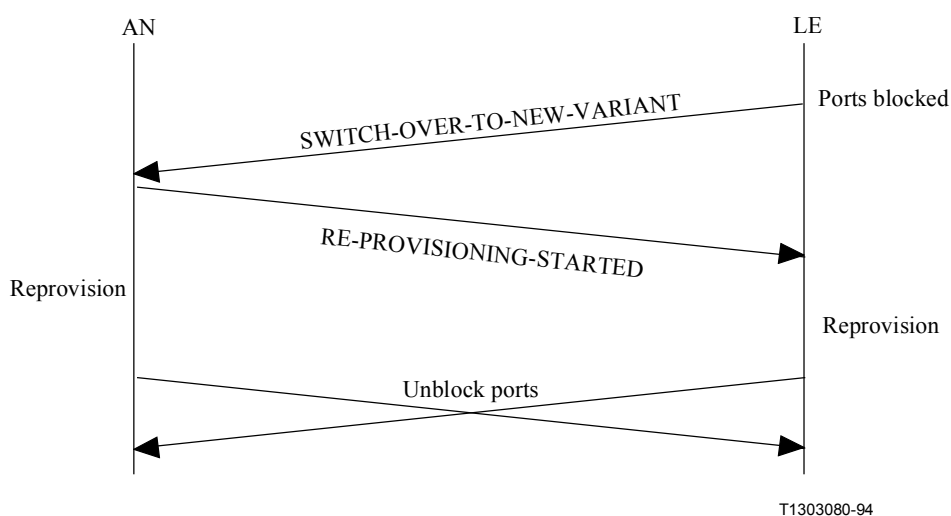 AN
LE
Ports blocked
SWITCH-OVER-TO-NEW-VARIANT
RE-PROVISIONING-STARTED
Reprovision
Reprovision
Unblock ports
T1303080-94